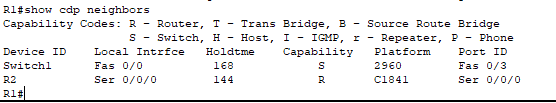 R1#show cdp neighbors
Capability Codes: R - Router, T - Trans Bridge, B - Source Route Bridge
                  S - Switch, H - Host, I - IGMP, r - Repeater, P - Phone
Device ID    Local Intrfce   Holdtme    Capability   Platform    Port ID
Switch1      Fas 0/0          168            S       2960        Fas 0/3
R2           Ser 0/0/0        144            R       C1841       Ser 0/0/0
R1#